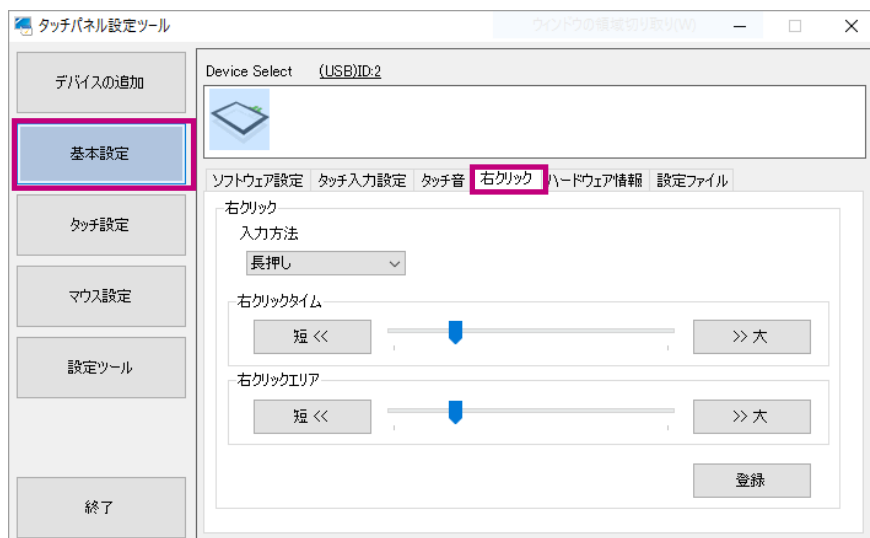 タッチパネル設定ツール
ウィンドウの領域切り取り(W)
デバイスの追加
基本設定
タッチ設定
マウス設定
設定ツール
終了
Device Select (USB)ID:2
ソフトウェア設定 タッチ入力設定 タッチ音 右クリック ハードウェア情報 設定ファイル
右クリック
入力方法
長押し
右クリックタイム
短 << >> 大
右クリックエリア
短 << >> 大
登録